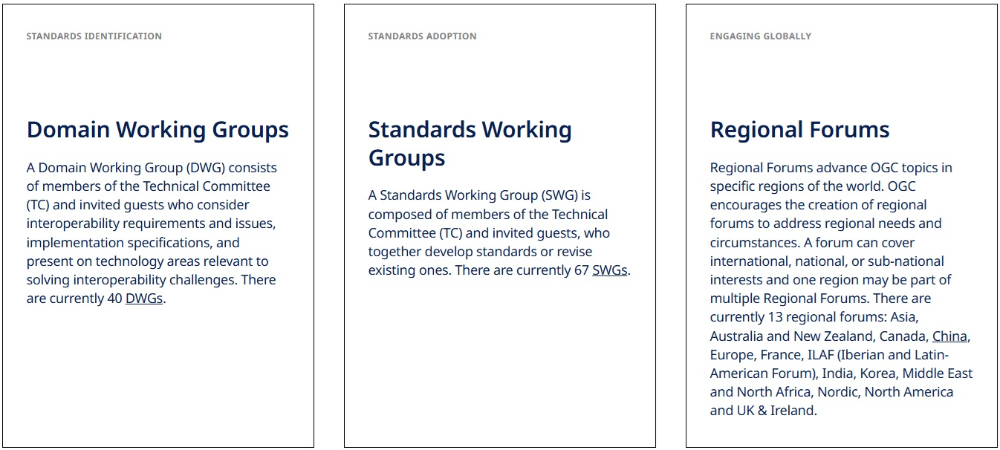 STANDARDS IDENTIFICATION
Domain Working Groups
A Domain Working Group (DWG) consists
of members of the Technical Committee
(TC) and invited guests who consider
interoperability requirements and issues,
implementation specifications, and
present on technology areas relevant to
solving interoperability challenges. There
are currently 40 DWGs.
STANDARDS ADOPTION
Standards Working
Groups
A Standards Working Group (SWG) is
composed of members of the Technical
Committee (TC) and invited guests, who
together develop standards or revise
existing ones. There are currently 67 SWGs.
ENGAGING GLOBALLY
Regional Forums
Regional Forums advance OGC topics in
specific regions of the world. OGC
encourages the creation of regional
forums to address regional needs and
circumstances. A forum can cover
international, national, or sub-national
interests and one region may be part of
multiple Regional Forums. There are
currently 13 regional forums: Asia,
Australia and New Zealand, Canada, China,
Europe, France, ILAF (Iberian and Latin-
American Forum), India, Korea, Middle East
and North Africa, Nordic, North America
and UK & Ireland.